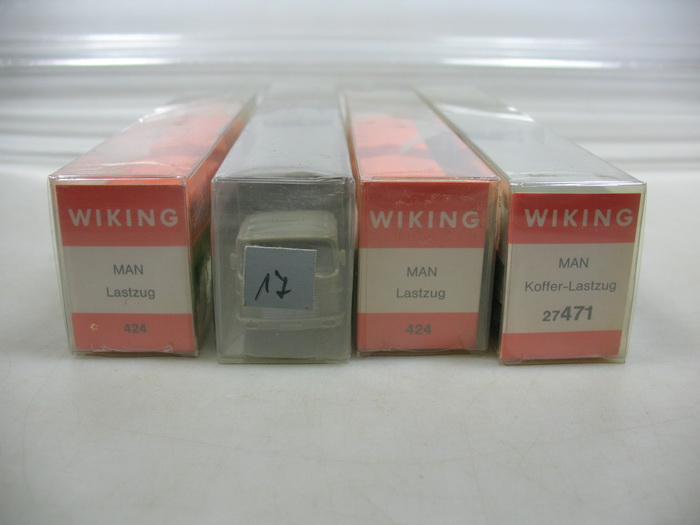 WIKING
MAN
Lastzug
424
17
WIKING
MAN
Lastzug
424
WIKING
MAN
Koffer-Lastzug
27471